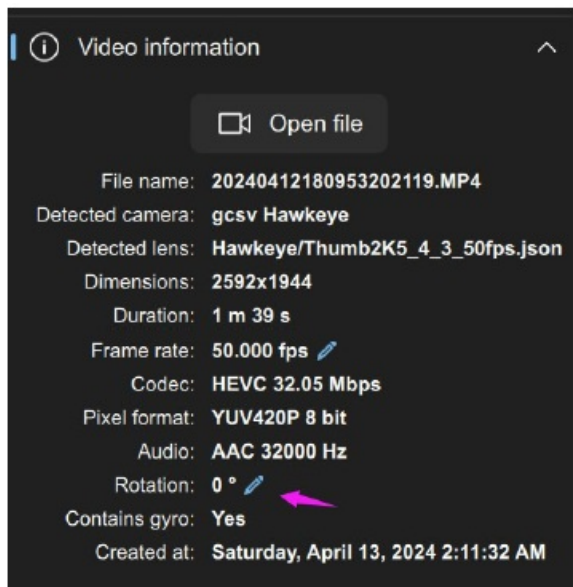 Video information
Open file
File name: 20240412180953202119.MP4
Detected camera: gcsv Hawkeye
Detected lens: Hawkeye/Thumb2K5_4_3_50fps.json
Dimensions: 2592x1944
Duration: 1 m 39 s
Frame rate: 50.000 fps
Codec: HEVC 32.05 Mbps
Pixel format: YUV420P 8 bit
Audio: AAC 32000 Hz
Rotation: 0 °
Contains gyro: Yes
Created at: Saturday, April 13, 2024 2:11:32 AM